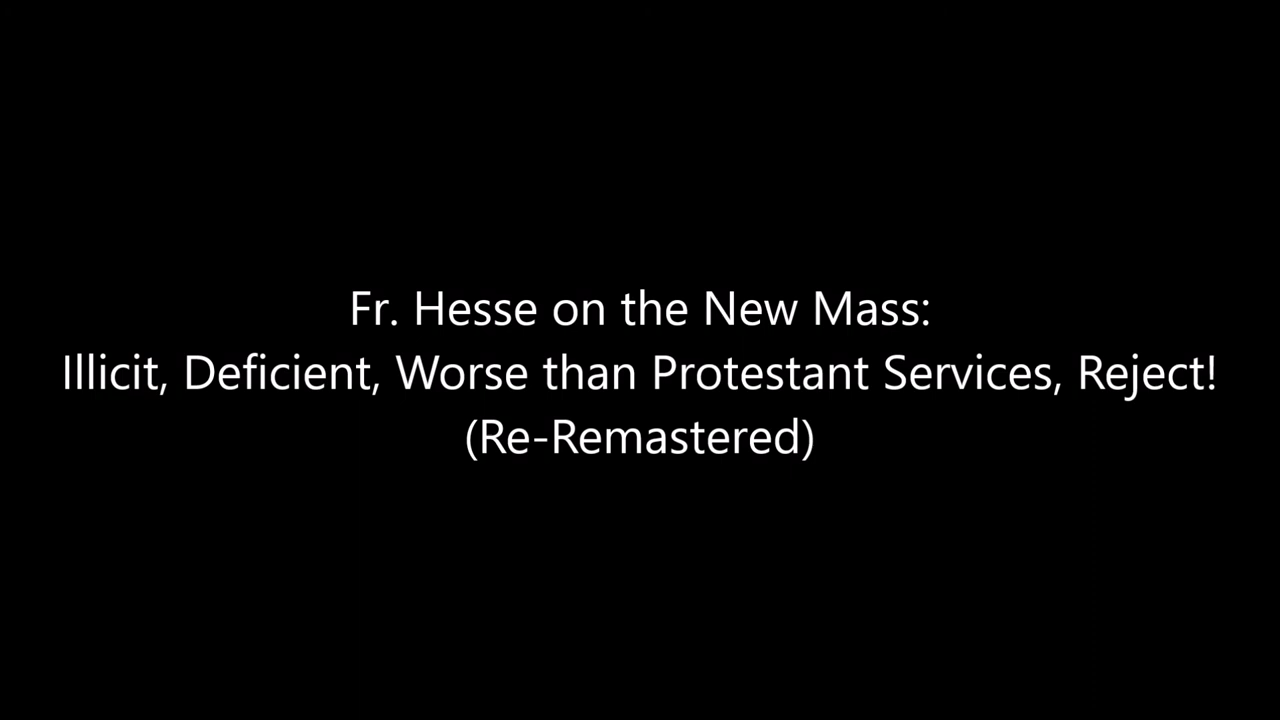 Fr. Hesse on the New Mass:
Illicit, Deficient, Worse than Protestant Services, Reject!
(Re-Remastered)